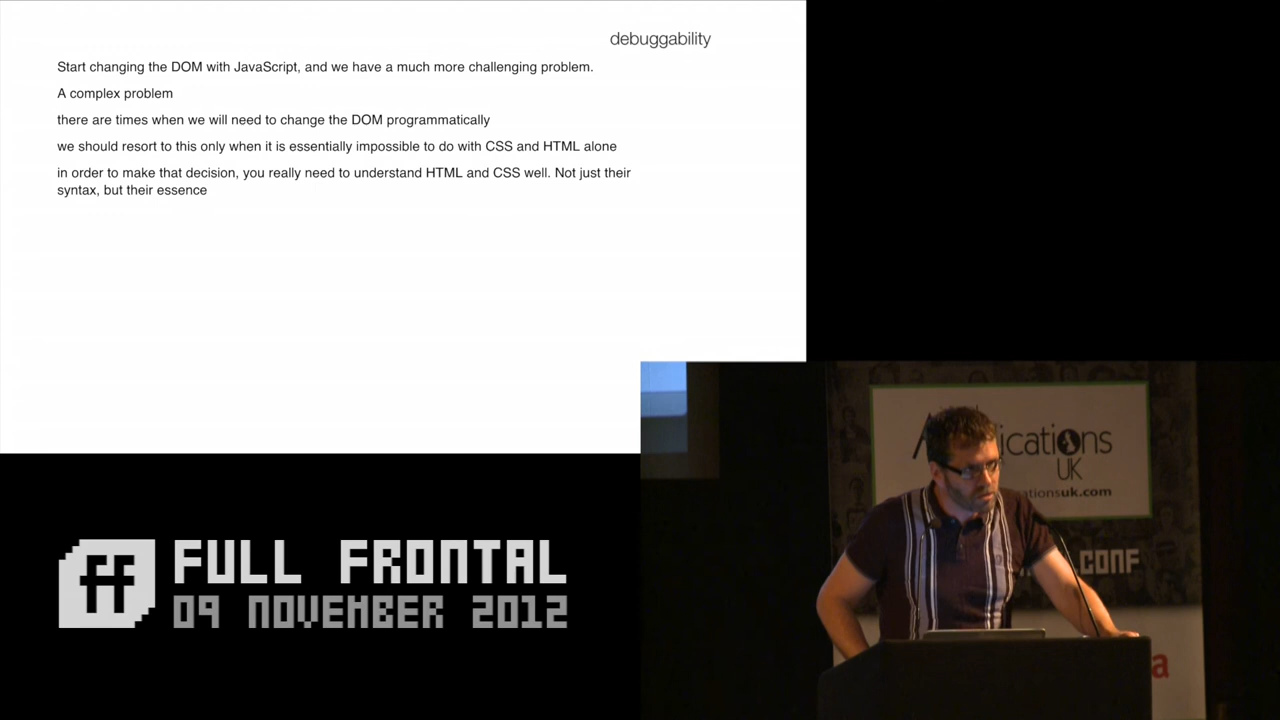 debuggability
Start changing the DOM with JavaScript, and we have a much more challenging problem.
A complex problem
there are times when we will need to change the DOM programmatically
we should resort to this only when it is essentially impossible to do with CSS and HTML alone
in order to make that decision, you really need to understand HTML and CSS well. Not just their
syntax, but their essence
ff
FULL FRONTAL
09 NOVEMBER 2012
UK
CONF